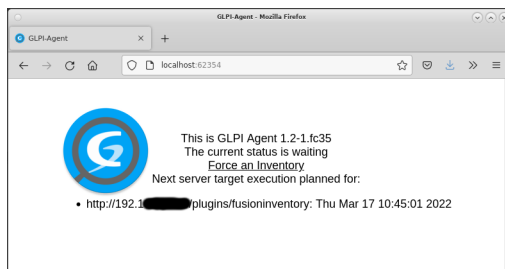 GLPI-Agent - Mozilla Firefox
GLPI-Agent
localhost:62354
This is GLPI Agent 1.2-1.fc35
The current status is waiting
Force an Inventory
Next server target execution planned for:
• http://192.1 /plugins/fusioninventory: Thu Mar 17 10:45:01 2022